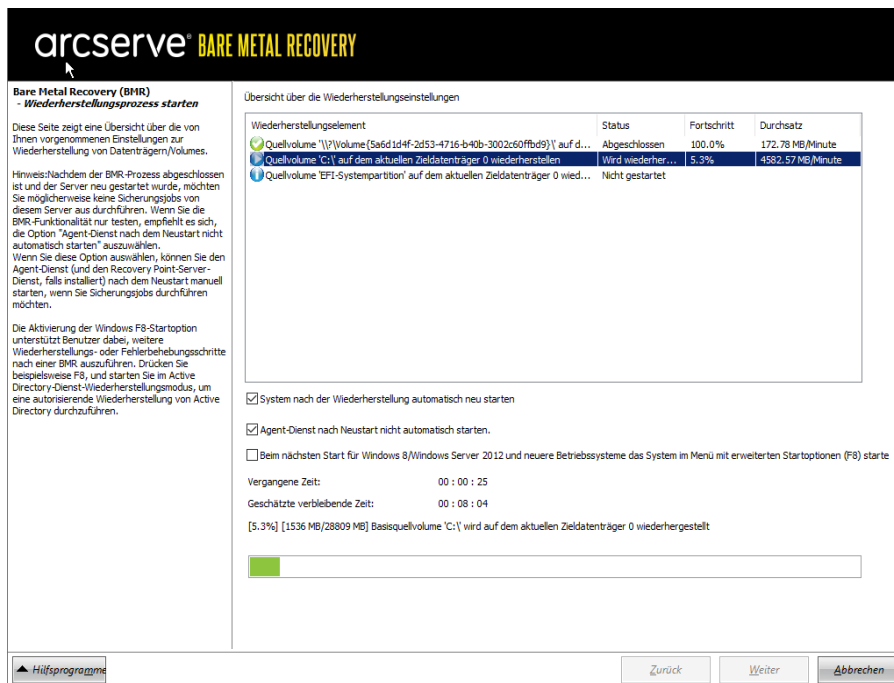 arcserve® BARE METAL RECOVERY
Bare Metal Recovery (BMR)
- Wiederherstellungsprozess starten
Diese Seite zeigt eine Übersicht über die von
Ihnen vorgenommenen Einstellungen zur
Wiederherstellung von Datenträgern/Volumes.
Hinweis:Nachdem der BMR-Prozess abgeschlossen
ist und der Server neu gestartet wurde, möchten
Sie möglicherweise keine Sicherungsjobs von
diesem Server aus durchführen. Wenn Sie die
BMR-Funktionalität nur testen, empfiehlt es sich,
die Option "Agent-Dienst nach dem Neustart nicht
automatisch starten" auszuwählen.
Wenn Sie diese Option auswählen, können Sie den
Agent-Dienst (und den Recovery Point-Server-
Dienst, falls installiert) nach dem Neustart manuell
starten, wenn Sie Sicherungsjobs durchführen
möchten.
Die Aktivierung der Windows F8-Startoption
unterstützt Benutzer dabei, weitere
Wiederherstellungs- oder Fehlerbehebungsschritte
nach einer BMR auszuführen. Drücken Sie
beispielsweise F8, und starten Sie im Active
Directory-Dienst-Wiederherstellungsmodus, um
eine autorisierende Wiederherstellung von Active
Directory durchzuführen.
Übersicht über die Wiederherstellungseinstellungen
Wiederherstellungselement Status Fortschritt Durchsatz
Quellvolume '\\?\Volume{5a6d1d4f-2d53-4716-b40b-3002c60ffbd9}\' auf d... Abgeschlossen 100.0% 172.78 MB/Minute
Quellvolume 'C:\' auf dem aktuellen Zieldatenträger 0 wiederherstellen Wird wiederher... 5.3% 4582.57 MB/Minute
Quellvolume 'EFI-Systempartition' auf dem aktuellen Zieldatenträger 0 wied... Nicht gestartet
System nach der Wiederherstellung automatisch neu starten
Agent-Dienst nach Neustart nicht automatisch starten.
Beim nächsten Start für Windows 8/Windows Server 2012 und neuere Betriebssysteme das System im Menü mit erweiterten Startoptionen (F8) starte
Vergangene Zeit: 00 : 00 : 25
Geschätzte verbleibende Zeit: 00 : 08 : 04
[5.3%] [1536 MB/28809 MB] Basisquellvolume 'C:\' wird auf dem aktuellen Zieldatenträger 0 wiederhergestellt
Hilfsprogramme Zurück Weiter Abbrechen